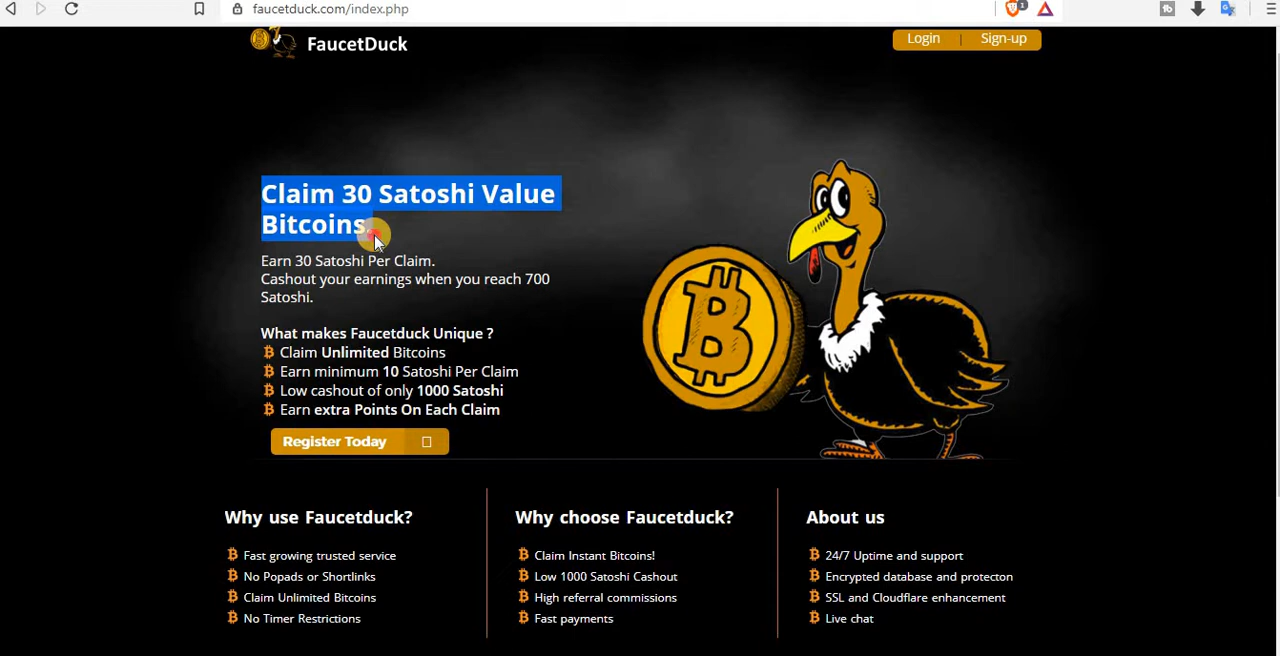 faucetduck.com/index.php
1
FaucetDuck
Login | Sign-up
Claim 30 Satoshi Value
Bitcoins.
Earn 30 Satoshi Per Claim.
Cashout your earnings when you reach 700
Satoshi.
What makes Faucetduck Unique ?
Claim Unlimited Bitcoins
Earn minimum 10 Satoshi Per Claim
Low cashout of only 1000 Satoshi
Earn extra Points On Each Claim
Register Today
Why use Faucetduck?
Fast growing trusted service
No Popads or Shortlinks
Claim Unlimited Bitcoins
No Timer Restrictions
Why choose Faucetduck?
Claim Instant Bitcoins!
Low 1000 Satoshi Cashout
High referral commissions
Fast payments
About us
24/7 Uptime and support
Encrypted database and protecton
SSL and Cloudflare enhancement
Live chat